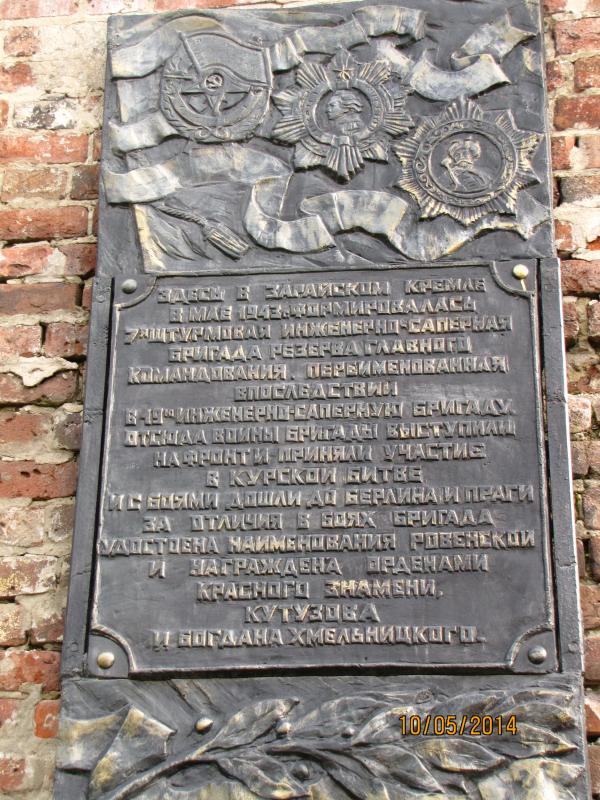 ЗДЕСЬ В ЗАРАЙСКОМ КРЕМЛЕ
В МАЕ 1943г. ФОРМИРОВАЛАСЬ
7ая ШТУРМОВАЯ ИНЖЕНЕРНО-САПЕРНАЯ
БРИГАДА РЕЗЕРВА ГЛАВНОГО
КОМАНДОВАНИЯ, ПЕРЕИМЕНОВАННАЯ
ВПОСЛЕДСТВИИ
В ИНЖЕНЕРНО-САПЕРНУЮ БРИГАДУ.
ОТСЮДА ВОИНЫ БРИГАДЫ ВЫСТУПИЛИ
НА ФРОНТ И ПРИНЯЛИ УЧАСТИЕ
В КУРСКОЙ БИТВЕ
И С БОЯМИ ДОШЛИ ДО БЕРЛИНА И ПРАГИ
ЗА ОТЛИЧИЯ В БОЯХ БРИГАДА
УДОСТОЕНА НАИМЕНОВАНИЯ РОВЕНСКОЙ
И НАГРАЖДЕНА ОРДЕНАМИ
КРАСНОГО ЗНАМЕНИ,
КУТУЗОВА
И БОГДАНА ХМЕЛЬНИЦКОГО.
10/05/2014